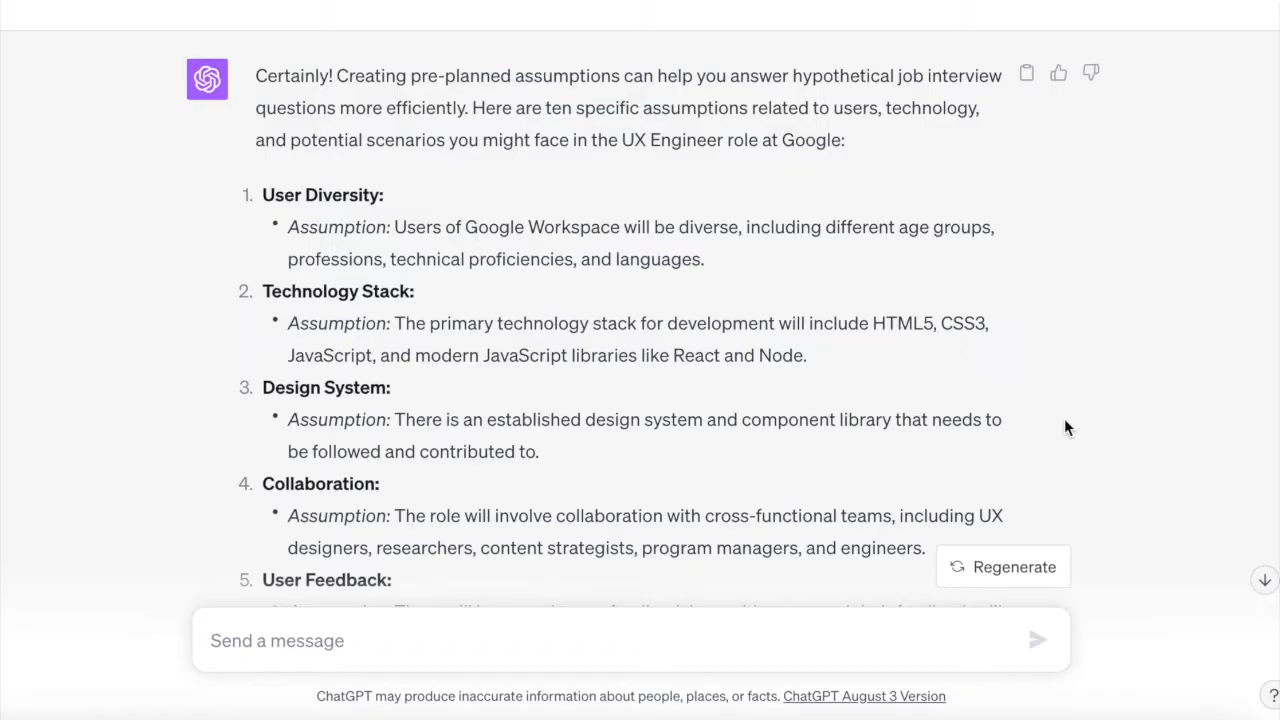 Certainly! Creating pre-planned assumptions can help you answer hypothetical job interview
questions more efficiently. Here are ten specific assumptions related to users, technology,
and potential scenarios you might face in the UX Engineer role at Google:
1. User Diversity:
• Assumption: Users of Google Workspace will be diverse, including different age groups,
professions, technical proficiencies, and languages.
2. Technology Stack:
• Assumption: The primary technology stack for development will include HTML5, CSS3,
JavaScript, and modern JavaScript libraries like React and Node.
3. Design System:
• Assumption: There is an established design system and component library that needs to
be followed and contributed to.
4. Collaboration:
• Assumption: The role will involve collaboration with cross-functional teams, including UX
designers, researchers, content strategists, program managers, and engineers.
Regenerate
5. User Feedback:
Send a message
ChatGPT may produce inaccurate information about people, places, or facts. ChatGPT August 3 Version
?